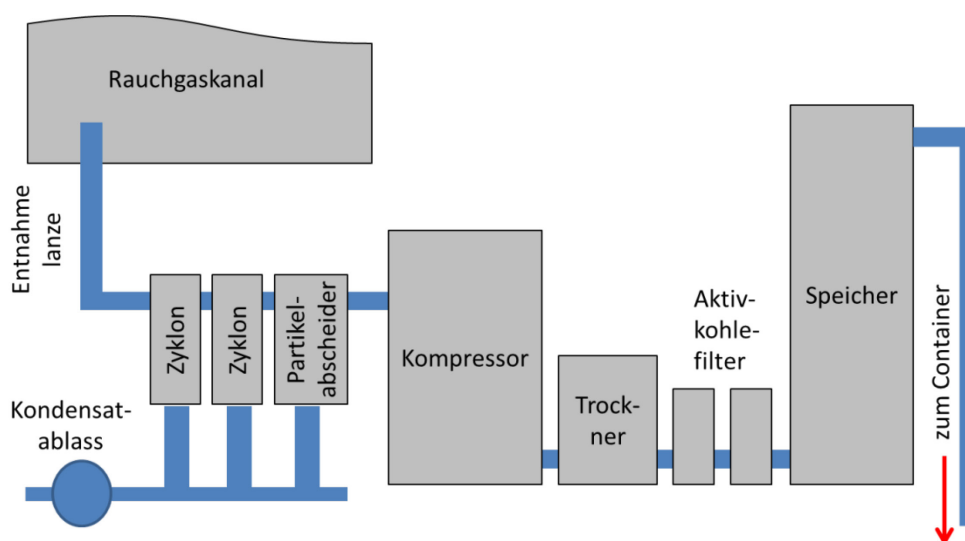 Rauchgaskanal
Entnahme
lanze
Zyklon
Zyklon
Partikel-
abscheider
Kondensat-
ablass
Kompressor
Trock-
ner
Aktiv-
kohle-
filter
Speicher
zum Container